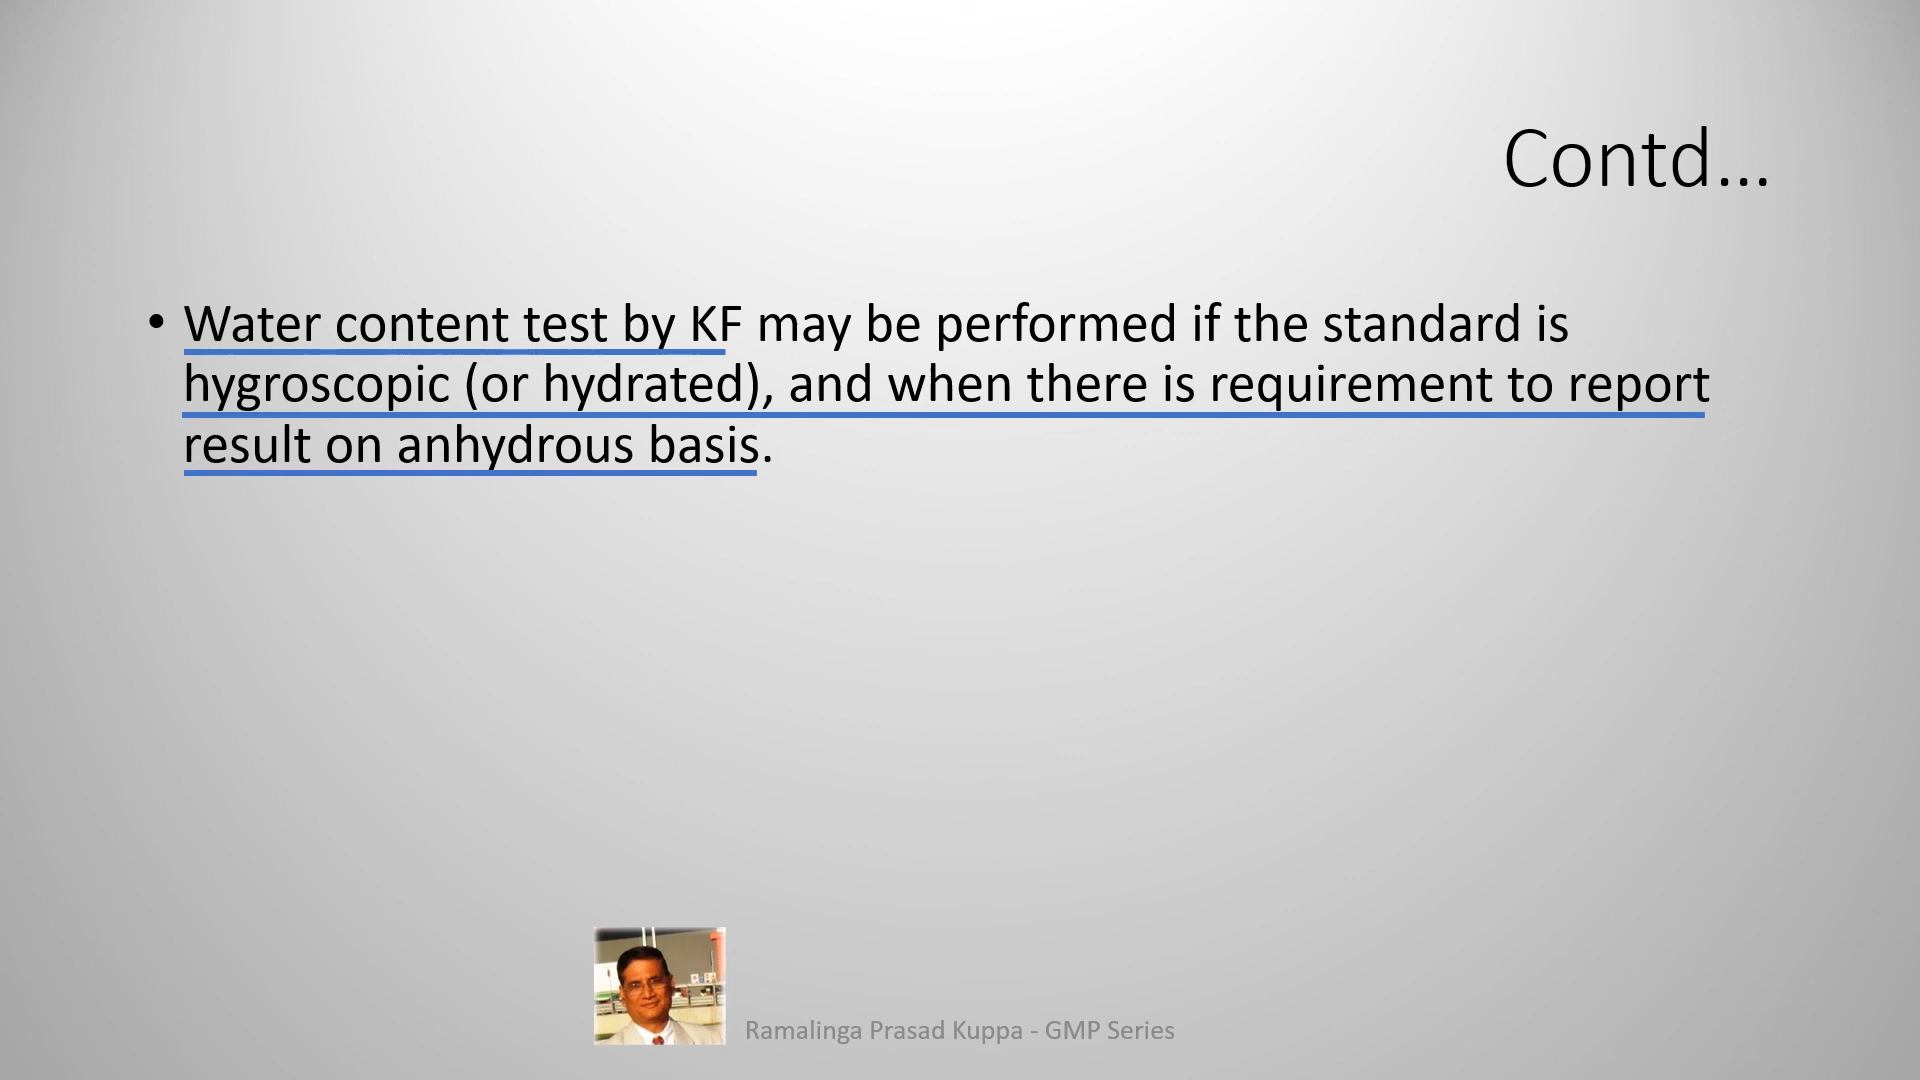 Contd...
• Water content test by KF may be performed if the standard is
hygroscopic (or hydrated), and when there is requirement to report
result on anhydrous basis.
Ramalinga Prasad Kuppa - GMP Series